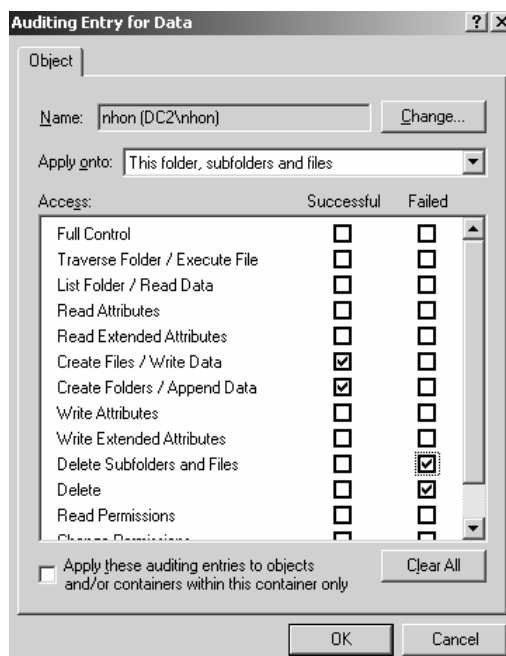 Auditing Entry for Data
Object
Name: nhon (DC2\nhon) Change...
Apply onto: This folder, subfolders and files
Access: Successful Failed
Full Control
Traverse Folder / Execute File
List Folder / Read Data
Read Attributes
Read Extended Attributes
Create Files / Write Data
Create Folders / Append Data
Write Attributes
Write Extended Attributes
Delete Subfolders and Files
Delete
Read Permissions
Change Permissions
Apply these auditing entries to objects
and/or containers within this container only
Clear All
OK Cancel